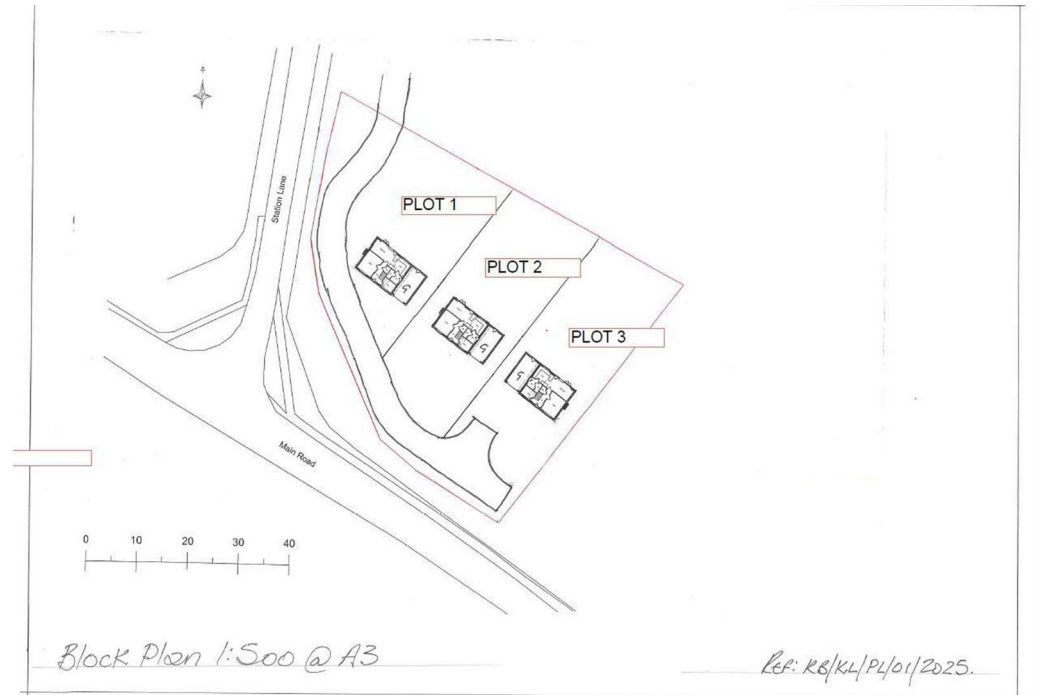 Station Lane
PLOT 1
G
PLOT 2
G
PLOT 3
G
Main Road
0 10 20 30 40
Block Plan 1:500 @ A3
Ref: RB/KL/PL/01/2025.